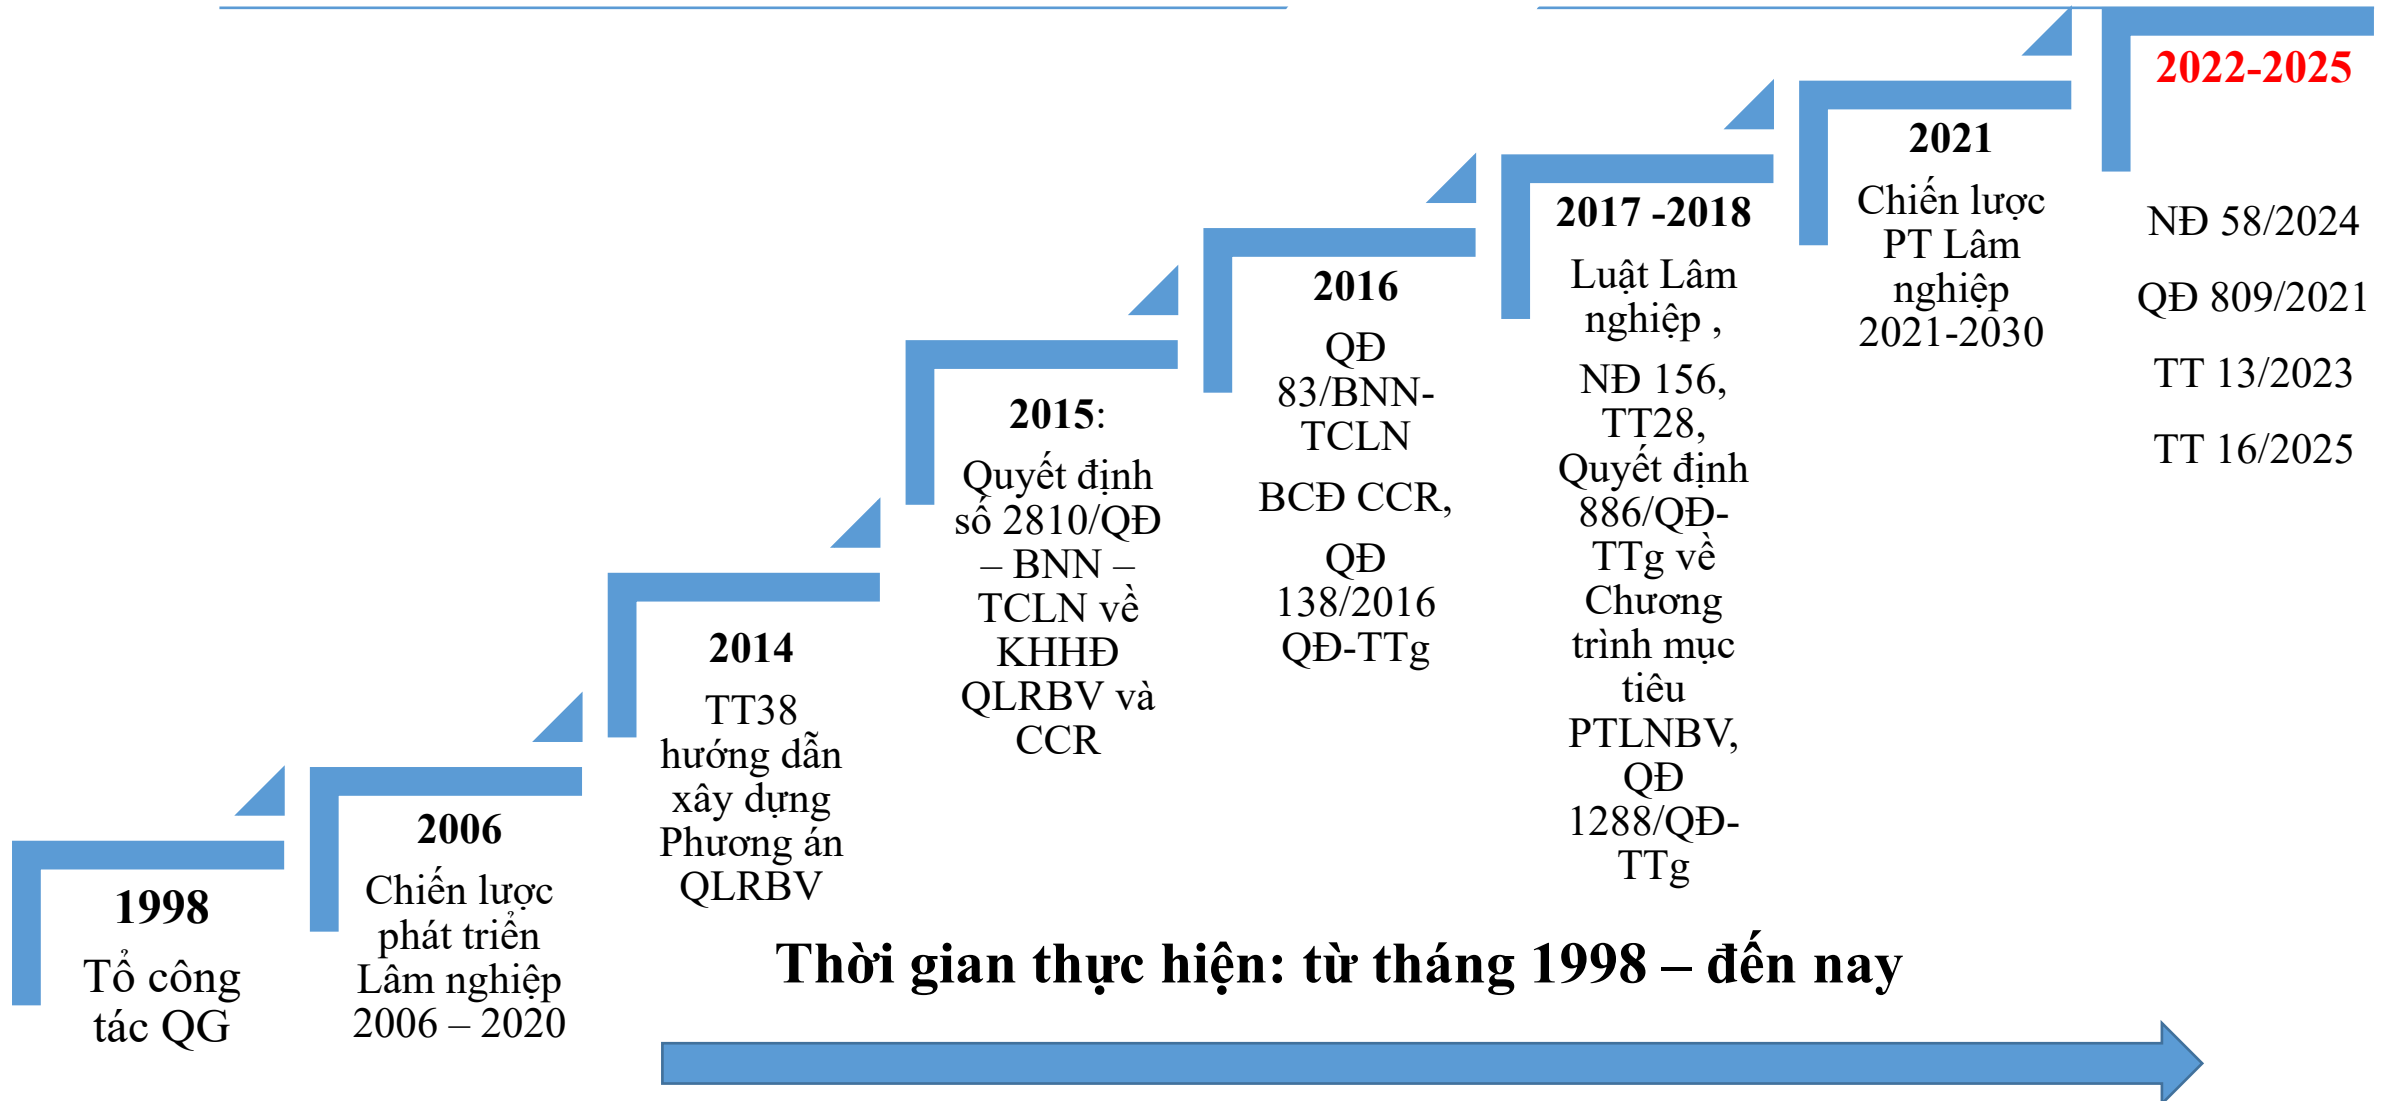 1998
Tổ công
tác QG
2006
Chiến lược
phát triển
Lâm nghiệp
2006 – 2020
2014
TT38
hướng dẫn
xây dựng
Phương án
QLRBV
2015:
Quyết định
số 2810/QĐ
– BNN –
TCLN về
KHHĐ
QLRBV và
CCR
2016
QĐ
83/BNN-
TCLN
BCĐ CCR,
QĐ
138/2016
QĐ-TTg
2017 -2018
Luật Lâm
nghiệp ,
NĐ 156,
TT28,
Quyết định
886/QĐ-
TTg về
Chương
trình mục
tiêu
PTLNBV,
QĐ
1288/QĐ-
TTg
2021
Chiến lược
PT Lâm
nghiệp
2021-2030
2022-2025
NĐ 58/2024
QĐ 809/2021
TT 13/2023
TT 16/2025
Thời gian thực hiện: từ tháng 1998 – đến nay